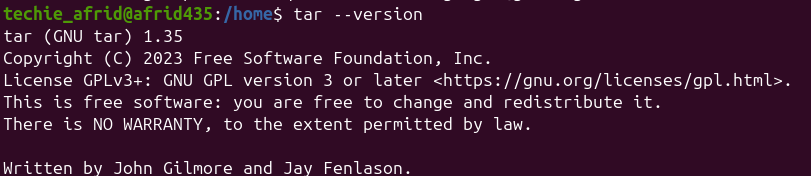 techie_afrid@afrid435:/home$ tar --version
tar (GNU tar) 1.35
Copyright (C) 2023 Free Software Foundation, Inc.
License GPLv3+: GNU GPL version 3 or later <https://gnu.org/licenses/gpl.html>.
This is free software: you are free to change and redistribute it.
There is NO WARRANTY, to the extent permitted by law.
Written by John Gilmore and Jay Fenlason.